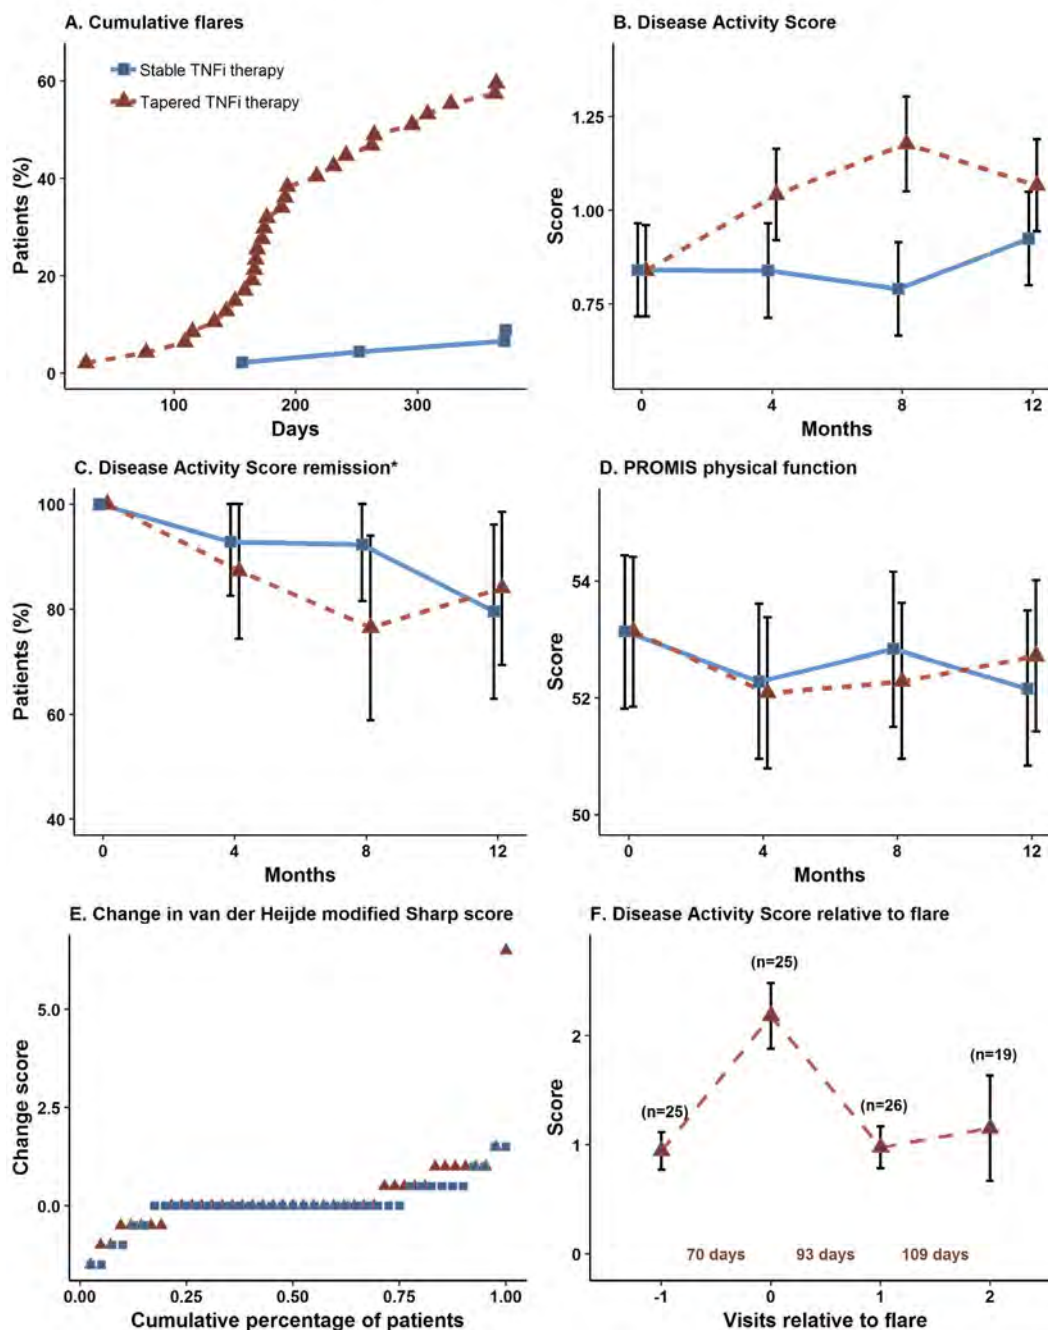 A. Cumulative flares
Patients (%)
60
40
20
0
Stable TNFi therapy
Tapered TNFi therapy
100
200
300
Days
B. Disease Activity Score
Score
1.25
1.00
0.75
0
4
8
12
Months
C. Disease Activity Score remission*
Patients (%)
100
80
60
40
0
4
8
12
Months
D. PROMIS physical function
Score
54
52
50
0
4
8
12
Months
E. Change in van der Heijde modified Sharp score
Change score
5.0
2.5
0.0
0.00
0.25
0.50
0.75
1.00
Cumulative percentage of patients
F. Disease Activity Score relative to flare
Score
2
1
0
(n=25)
(n=25)
(n=26)
(n=19)
70 days
93 days
109 days
-1
0
1
2
Visits relative to flare